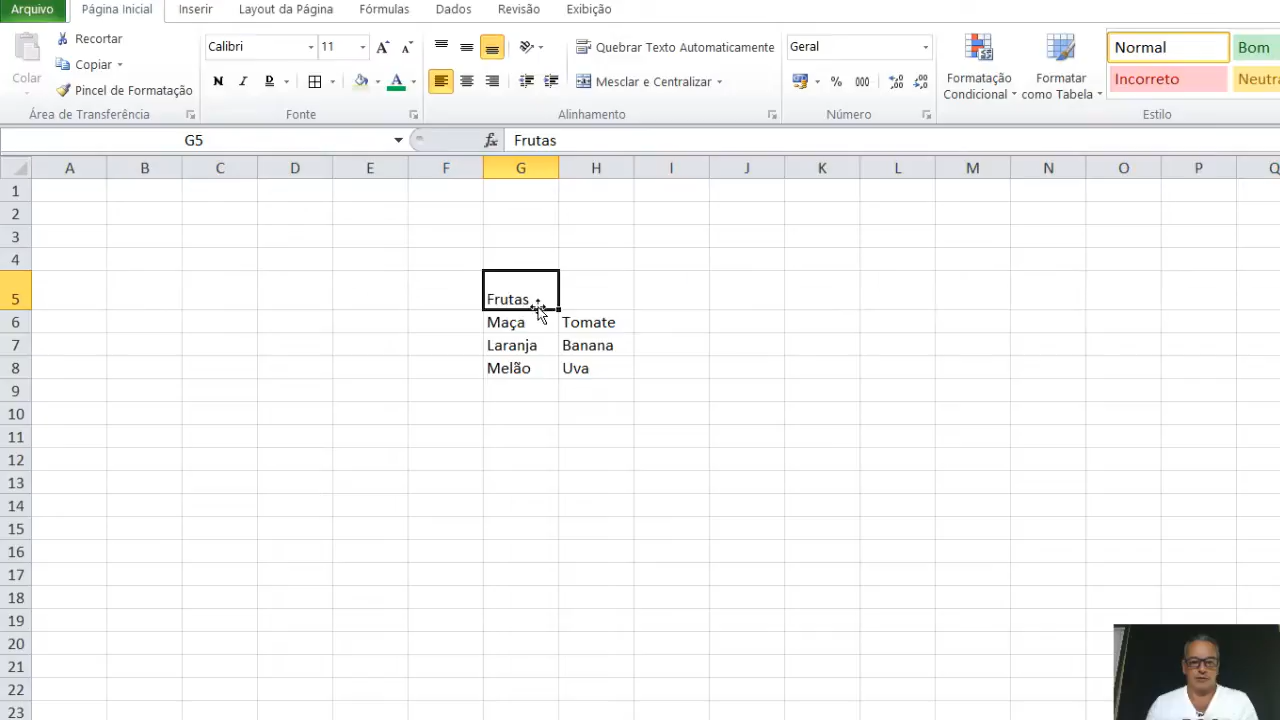 Arquivo Página Inicial Inserir Layout da Página Fórmulas Dados Revisão Exibição
Colar
Recortar
Copiar
Pincel de Formatação
Área de Transferência
Calibri 11 A A
N I D A
Fonte
Quebrar Texto Automaticamente
Mesclar e Centralizar
Alinhamento
Geral
% 000
Número
Formatação Condicional
Formatar como Tabela
Normal Bom
Incorreto Neutra
Estilo
G5 fx Frutas
A B C D E F G H I J K L M N O P Q
1
2
3
4
5 Frutas
6 Maça Tomate
7 Laranja Banana
8 Melão Uva
9
10
11
12
13
14
15
16
17
18
19
20
21
22
23